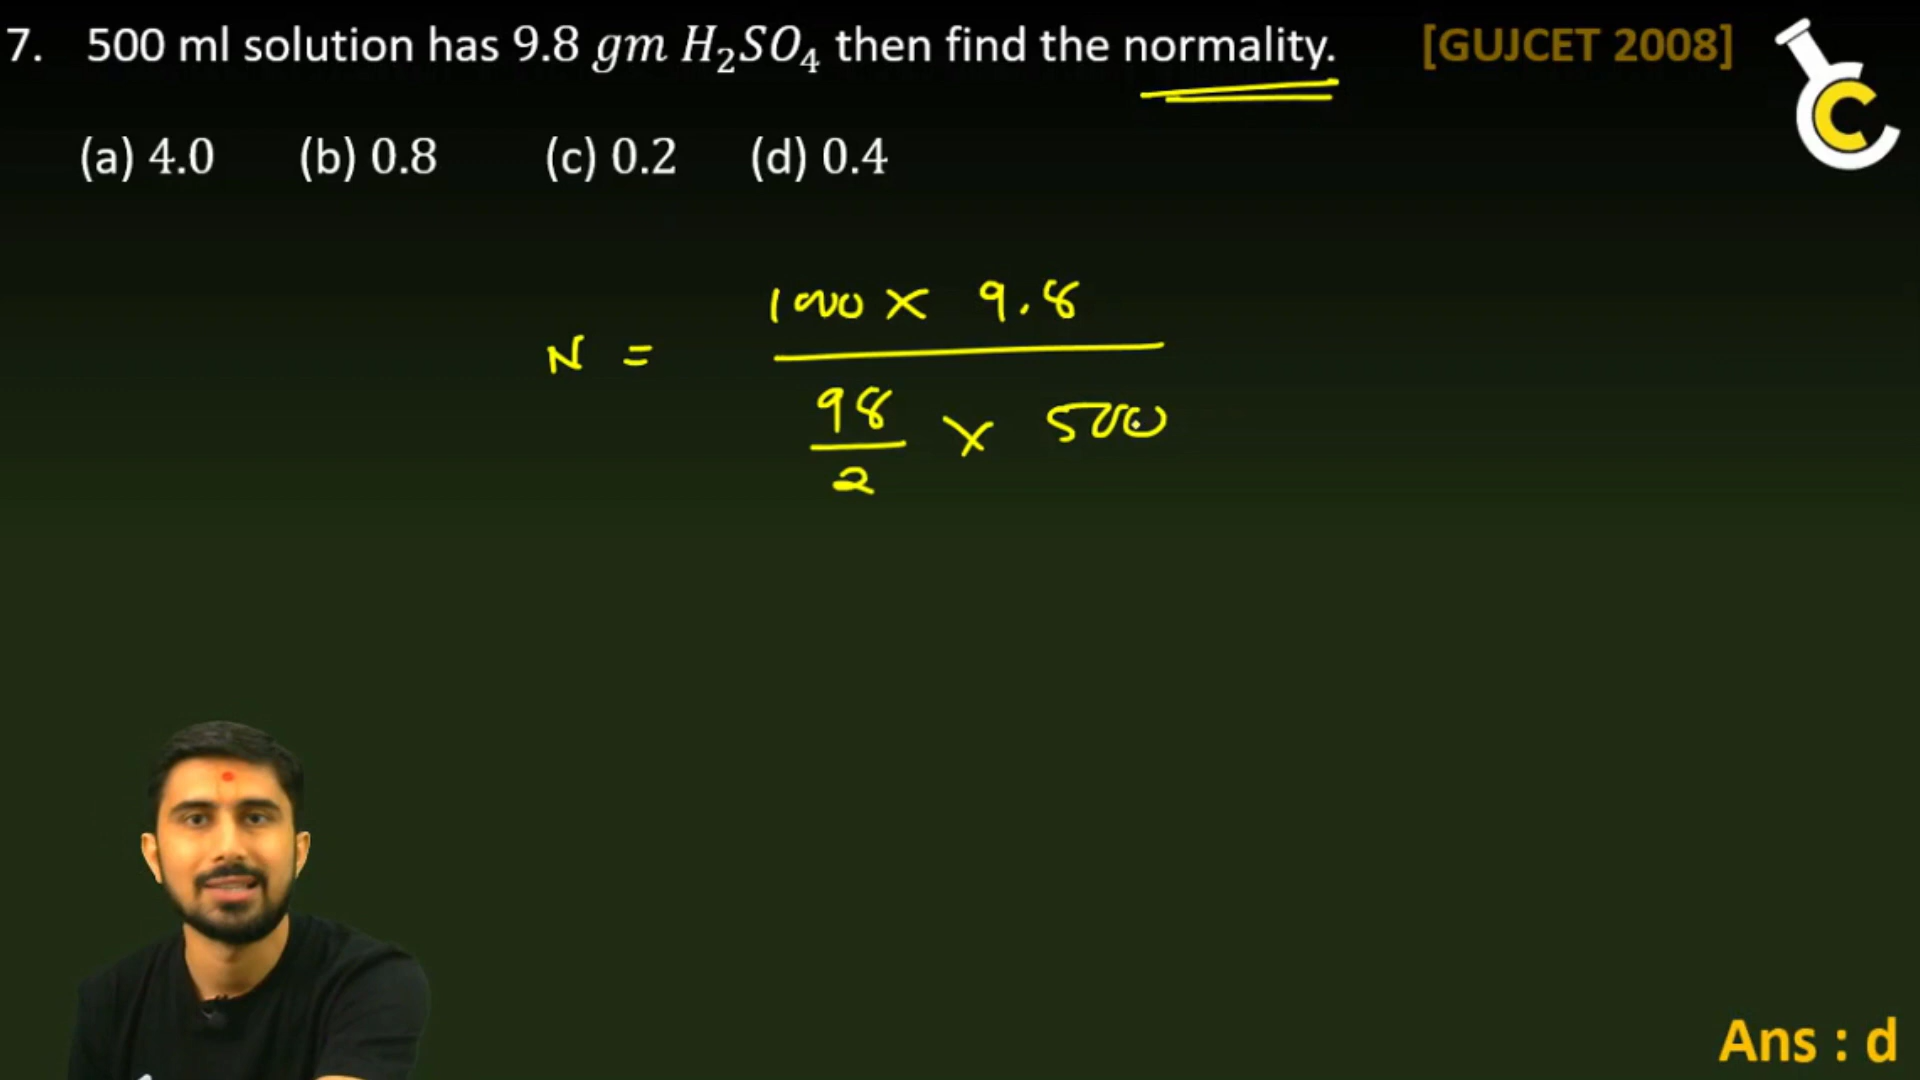 7. 500 ml solution has 9.8 gm H₂SO₄ then find the normality. [GUJCET 2008]
C
(a) 4.0 (b) 0.8 (c) 0.2 (d) 0.4
1000 × 9.8
N =
98
× 500
2
Ans : d